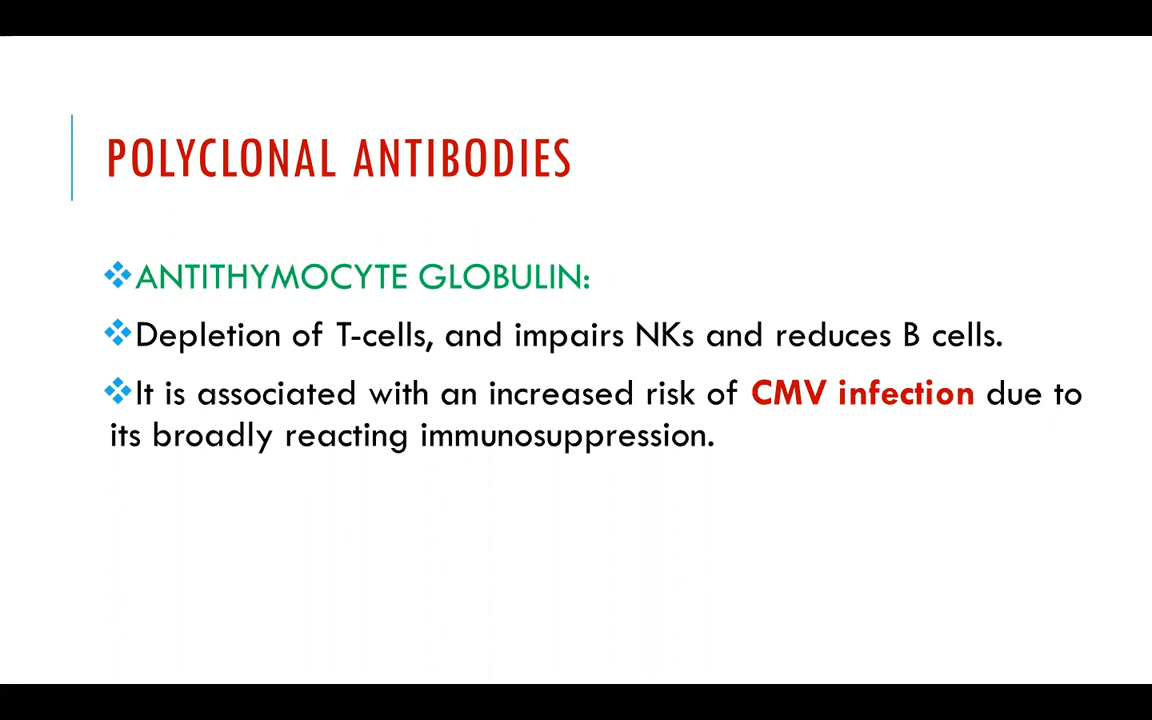 POLYCLONAL ANTIBODIES
❖ANTITHYMOCYTE GLOBULIN:
❖Depletion of T-cells, and impairs NKs and reduces B cells.
❖It is associated with an increased risk of CMV infection due to
its broadly reacting immunosuppression.